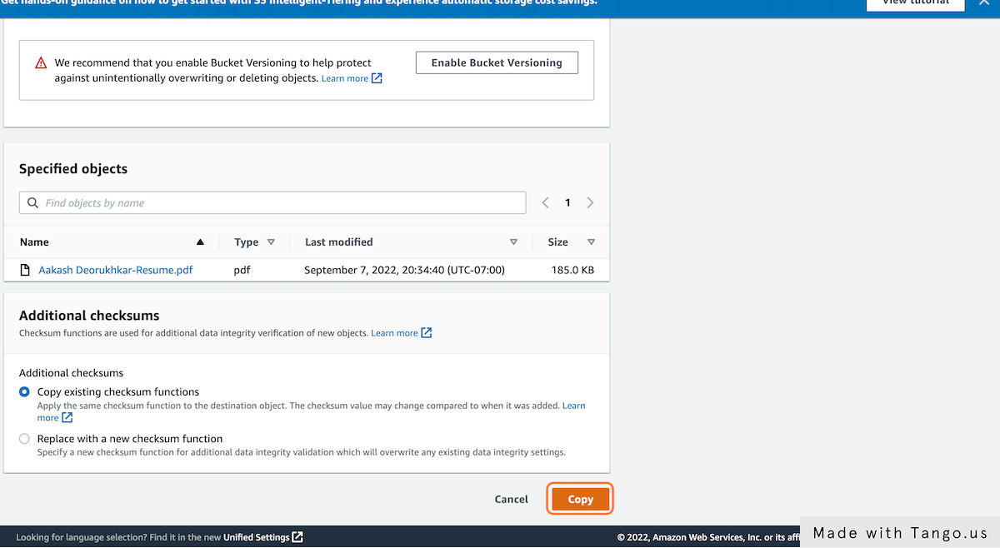 Get hands-on guidance on how to get started with S3 Intelligent-Tiering and experience automatic storage cost savings.
View tutorial
We recommend that you enable Bucket Versioning to help protect
against unintentionally overwriting or deleting objects. Learn more
Enable Bucket Versioning
Specified objects
Find objects by name
1
Name Type Last modified Size
Aakash Deorukhkar-Resume.pdf pdf September 7, 2022, 20:34:40 (UTC-07:00) 185.0 KB
Additional checksums
Checksum functions are used for additional data integrity verification of new objects. Learn more
Additional checksums
Copy existing checksum functions
Apply the same checksum function to the destination object. The checksum value may change compared to when it was added. Learn
more
Replace with a new checksum function
Specify a new checksum function for additional data integrity validation which will overwrite any existing data integrity settings.
Cancel Copy
Looking for language selection? Find it in the new Unified Settings
© 2022, Amazon Web Services, Inc. or its affi
Made with Tango.us